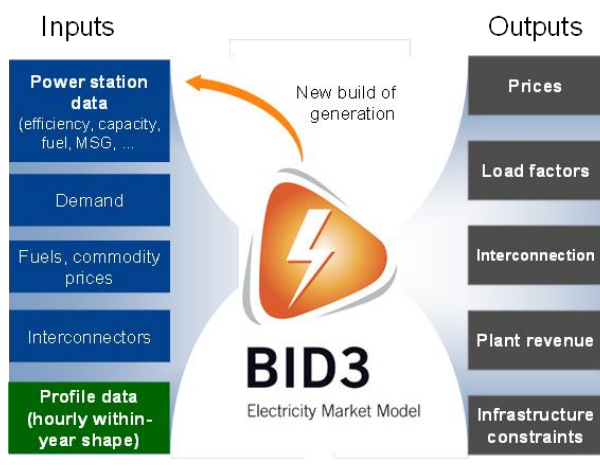 Inputs
Outputs
Power station
data
(efficiency, capacity,
fuel, MSG, ...
Demand
Fuels, commodity
prices
Interconnectors
Profile data
(hourly within-
year shape)
New build of
generation
BID3
Electricity Market Model
Prices
Load factors
Interconnection
Plant revenue
Infrastructure
constraints